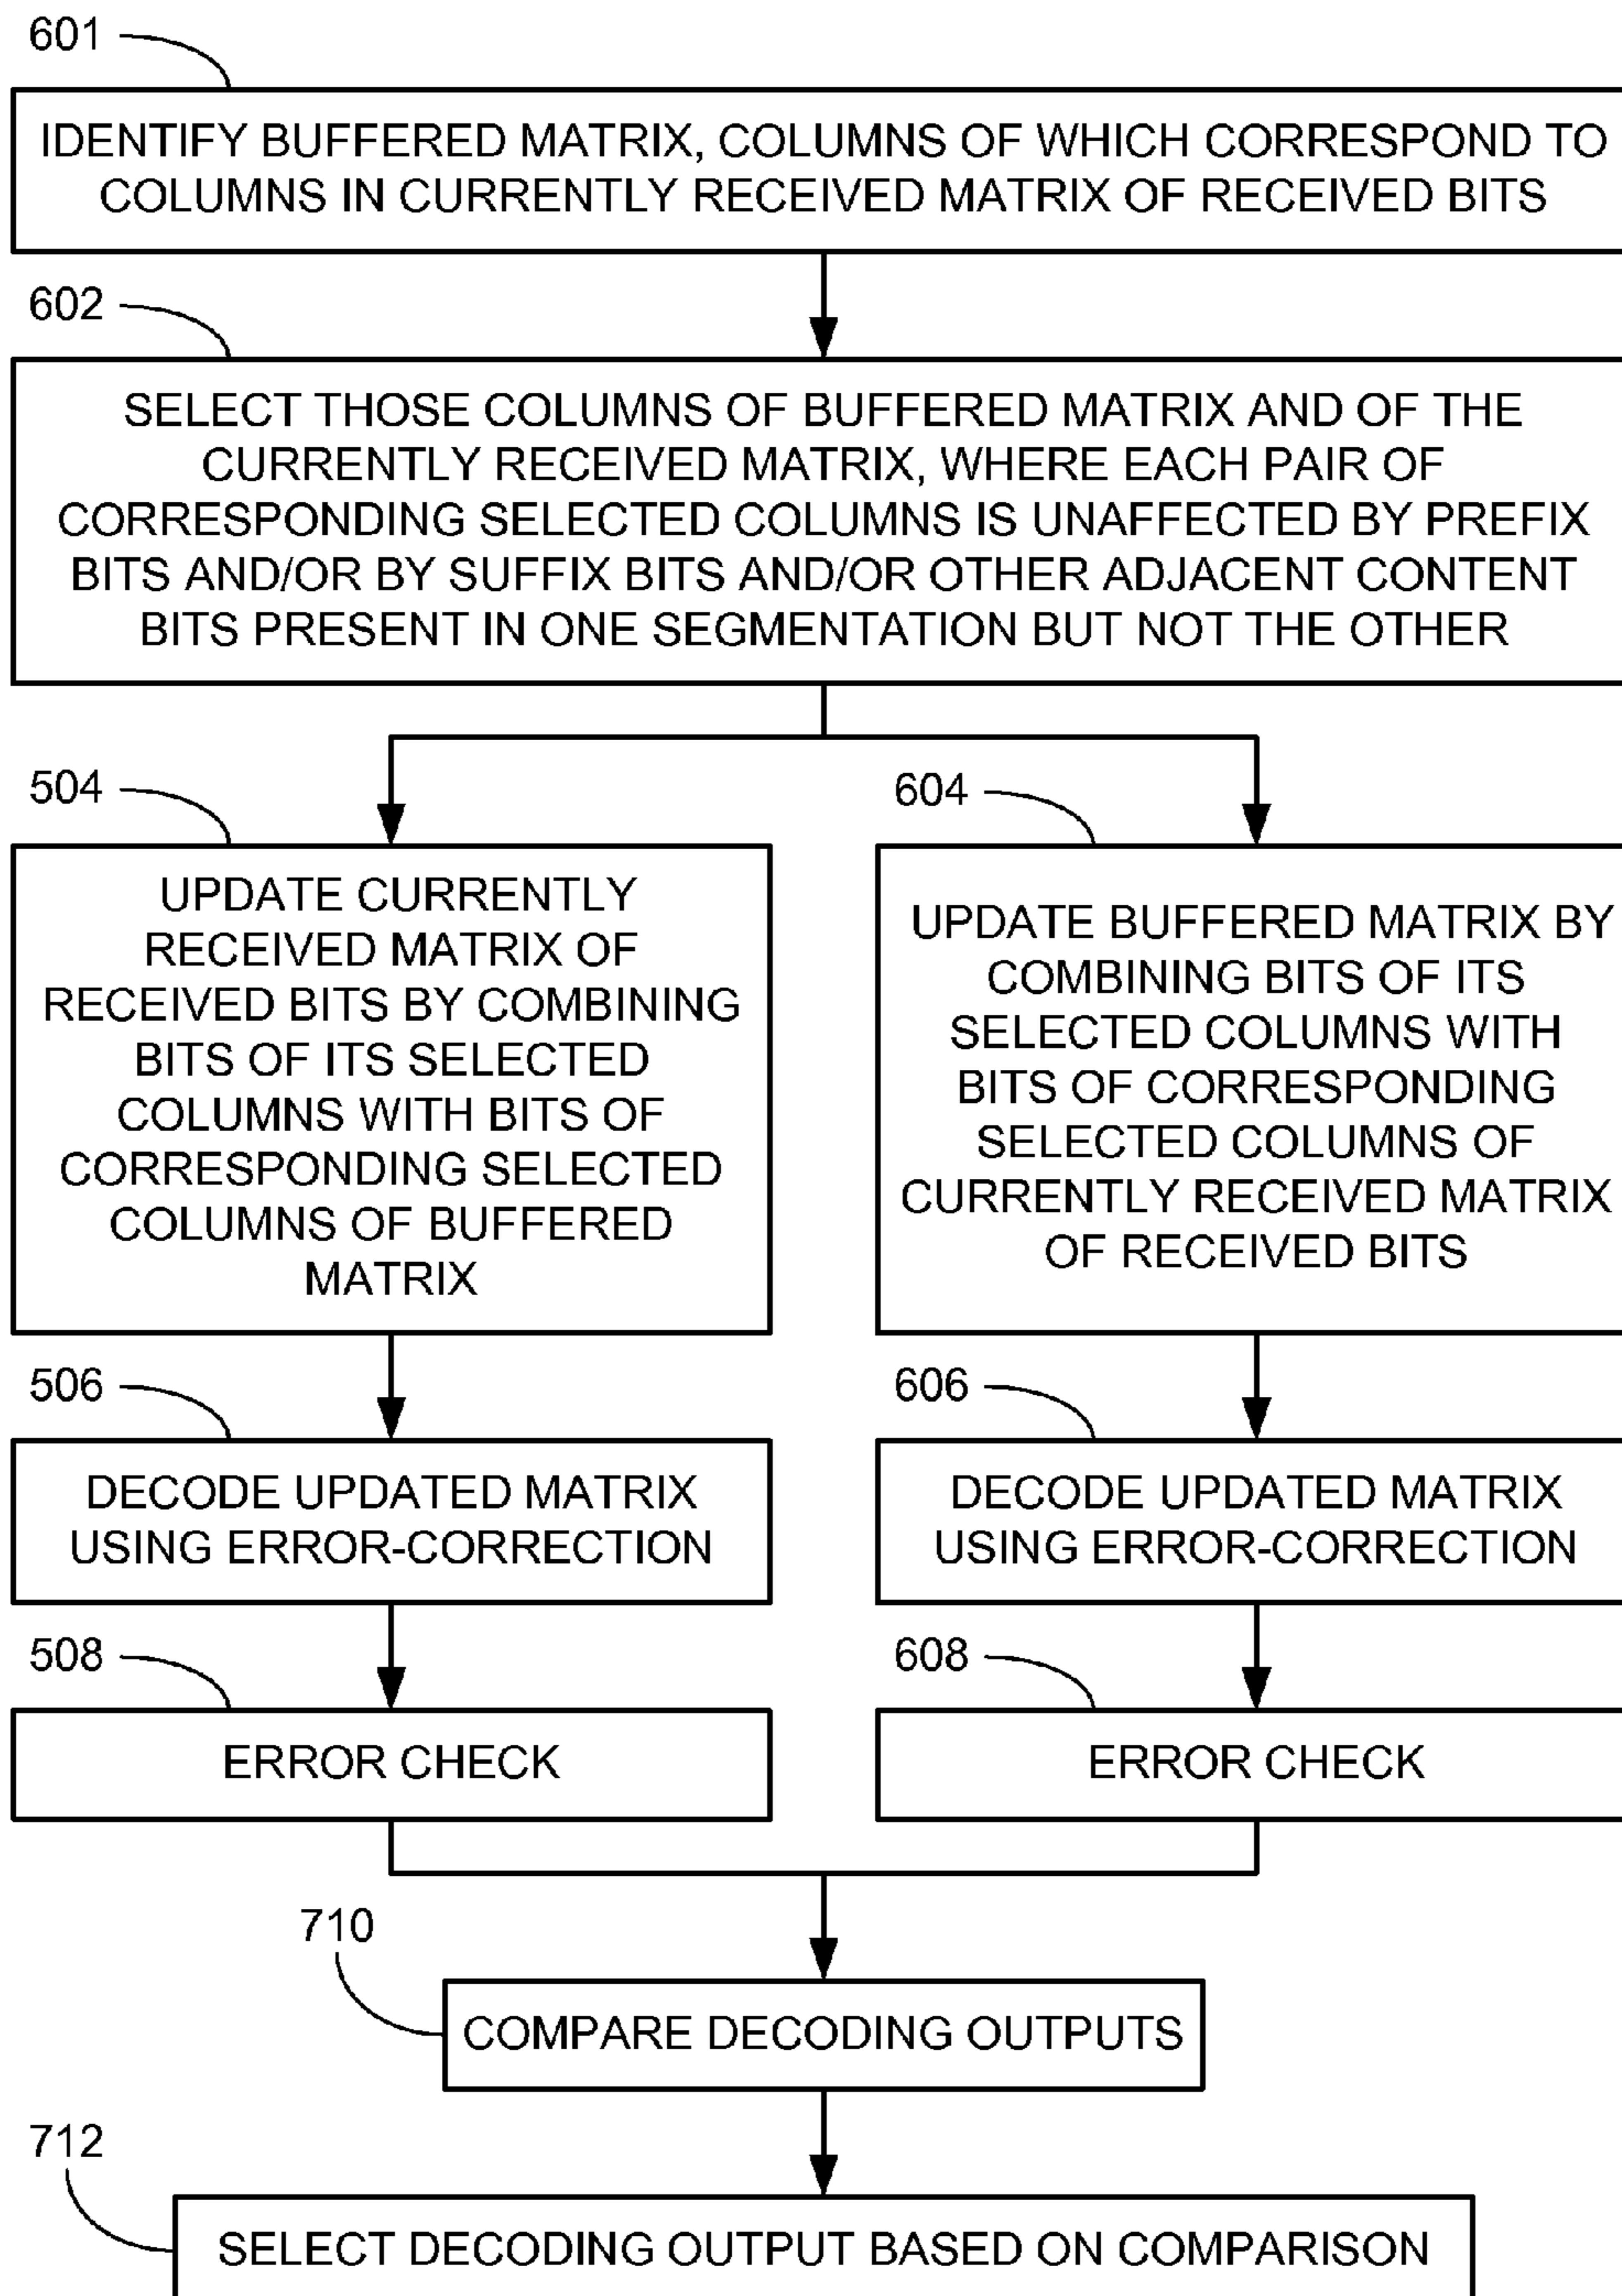 601
IDENTIFY BUFFERED MATRIX, COLUMNS OF WHICH CORRESPOND TO
COLUMNS IN CURRENTLY RECEIVED MATRIX OF RECEIVED BITS
602
SELECT THOSE COLUMNS OF BUFFERED MATRIX AND OF THE
CURRENTLY RECEIVED MATRIX, WHERE EACH PAIR OF
CORRESPONDING SELECTED COLUMNS IS UNAFFECTED BY PREFIX
BITS AND/OR BY SUFFIX BITS AND/OR OTHER ADJACENT CONTENT
BITS PRESENT IN ONE SEGMENTATION BUT NOT THE OTHER
504
UPDATE CURRENTLY
RECEIVED MATRIX OF
RECEIVED BITS BY COMBINING
BITS OF ITS SELECTED
COLUMNS WITH BITS OF
CORRESPONDING SELECTED
COLUMNS OF BUFFERED
MATRIX
604
UPDATE BUFFERED MATRIX BY
COMBINING BITS OF ITS
SELECTED COLUMNS WITH
BITS OF CORRESPONDING
SELECTED COLUMNS OF
CURRENTLY RECEIVED MATRIX
OF RECEIVED BITS
506
DECODE UPDATED MATRIX
USING ERROR-CORRECTION
606
DECODE UPDATED MATRIX
USING ERROR-CORRECTION
508
ERROR CHECK
608
ERROR CHECK
710
COMPARE DECODING OUTPUTS
712
SELECT DECODING OUTPUT BASED ON COMPARISON